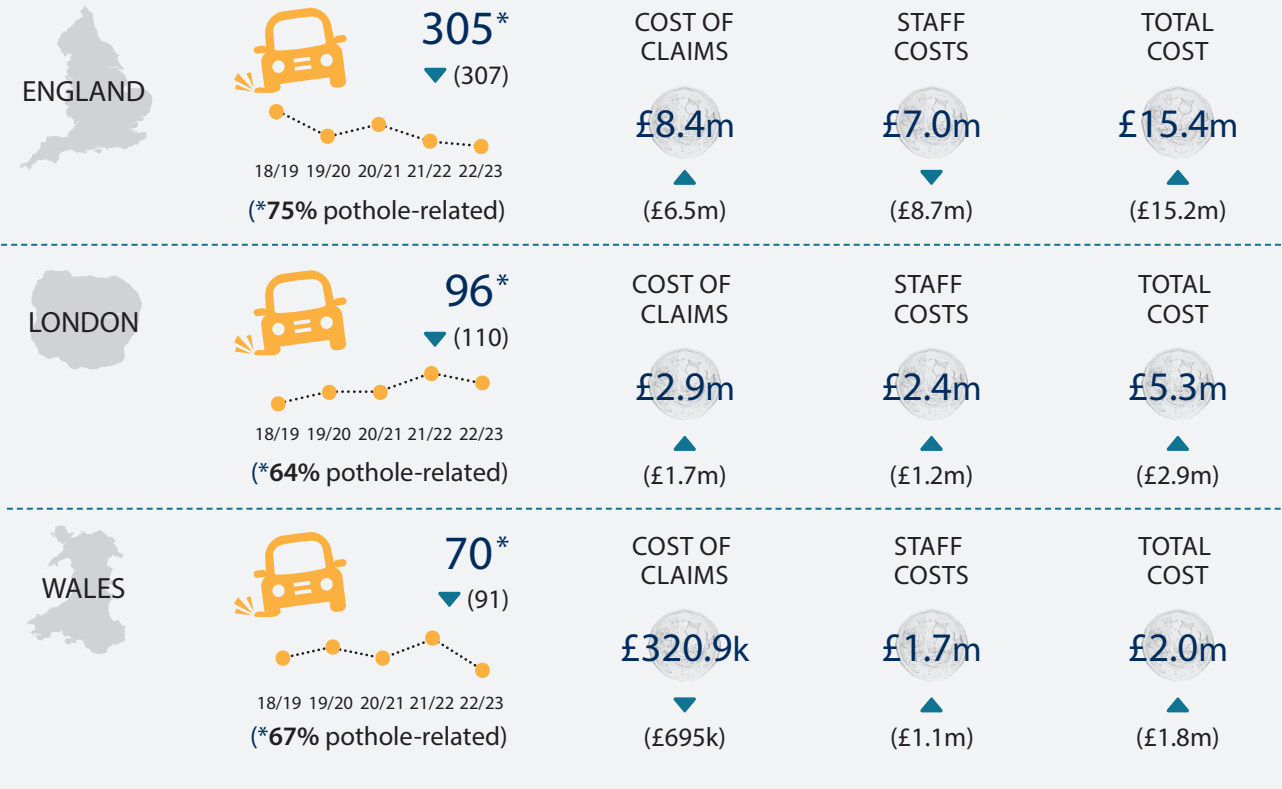 ENGLAND
305*
▼ (307)
18/19 19/20 20/21 21/22 22/23
(*75% pothole-related)
COST OF
CLAIMS
£8.4m
▲
(£6.5m)
STAFF
COSTS
£7.0m
▼
(£8.7m)
TOTAL
COST
£15.4m
▲
(£15.2m)
LONDON
96*
▼ (110)
18/19 19/20 20/21 21/22 22/23
(*64% pothole-related)
COST OF
CLAIMS
£2.9m
▲
(£1.7m)
STAFF
COSTS
£2.4m
▲
(£1.2m)
TOTAL
COST
£5.3m
▲
(£2.9m)
WALES
70*
▼ (91)
18/19 19/20 20/21 21/22 22/23
(*67% pothole-related)
COST OF
CLAIMS
£320.9k
▼
(£695k)
STAFF
COSTS
£1.7m
▲
(£1.1m)
TOTAL
COST
£2.0m
▲
(£1.8m)